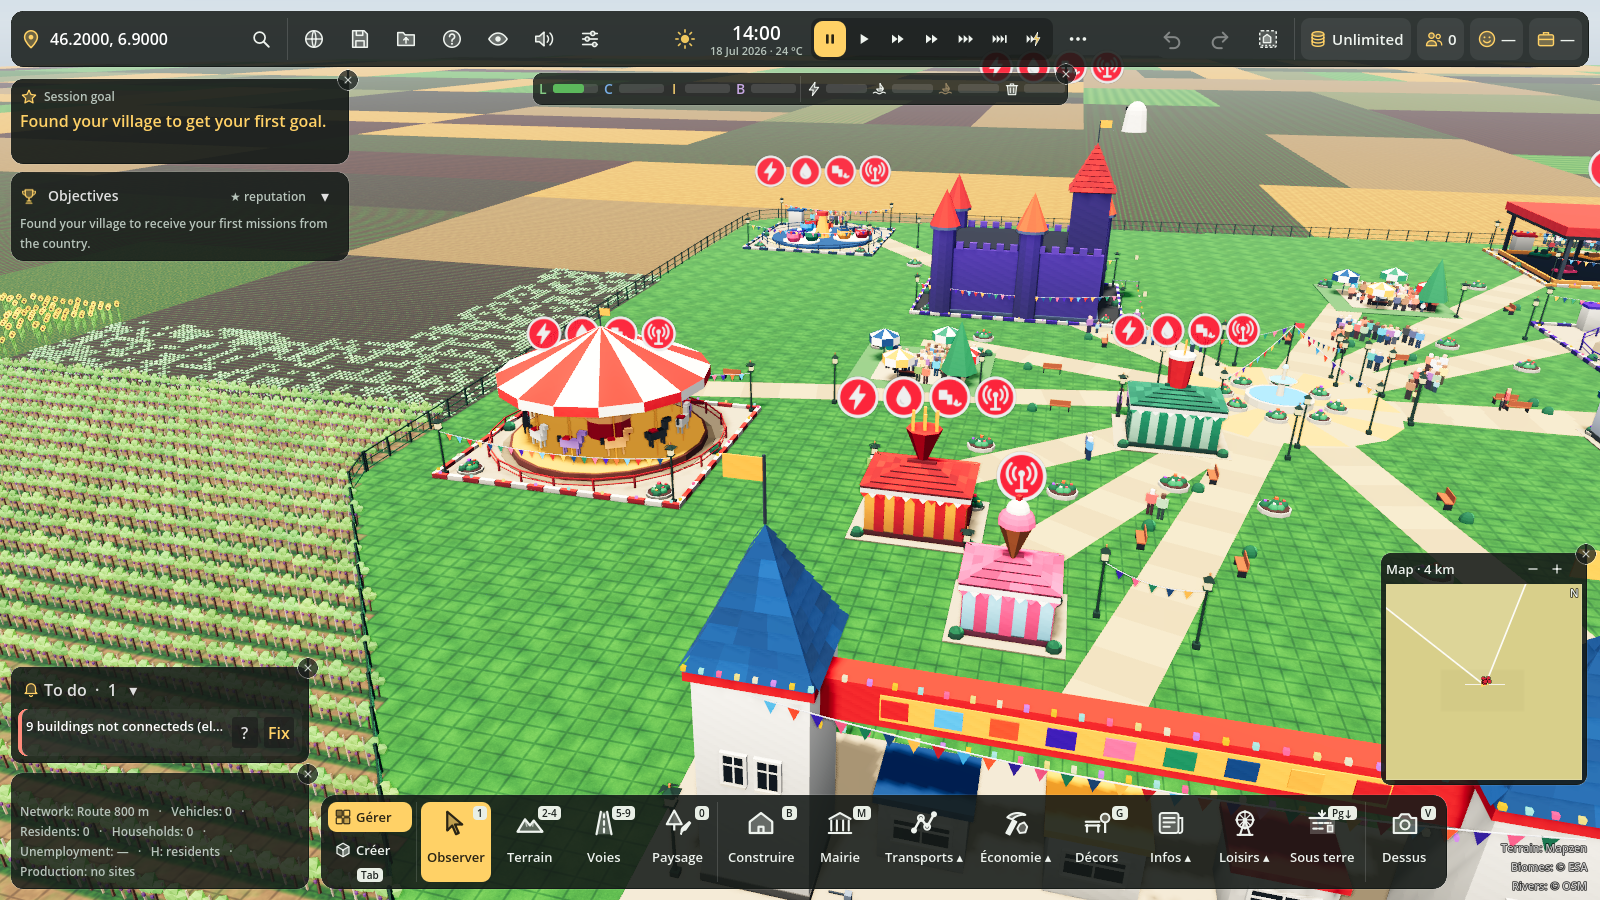 46.2000, 6.9000
14:00
18 Jul 2026 · 24 °C
Unlimited
0
—
—
L
C
I
B
Session goal
Found your village to get your first goal.
Objectives
★ reputation ▼
Found your village to receive your first missions from
the country.
Map · 4 km
− +
N
To do · 1 ▼
9 buildings not connecteds (el...
?
Fix
Network: Route 800 m · Vehicles: 0 ·
Residents: 0 · Households: 0 ·
Unemployment: — · H: residents ·
Production: no sites
Gérer
Créer
Tab
1
Observer
2-4
Terrain
5-9
Voies
0
Paysage
B
Construire
M
Mairie
Transports ▴
Économie ▴
G
Décors
Infos ▴
Loisirs ▴
Pg↓
Sous terre
V
Dessus
Terrain: Mapzen
Biomes: © ESA
Rivers: © OSM